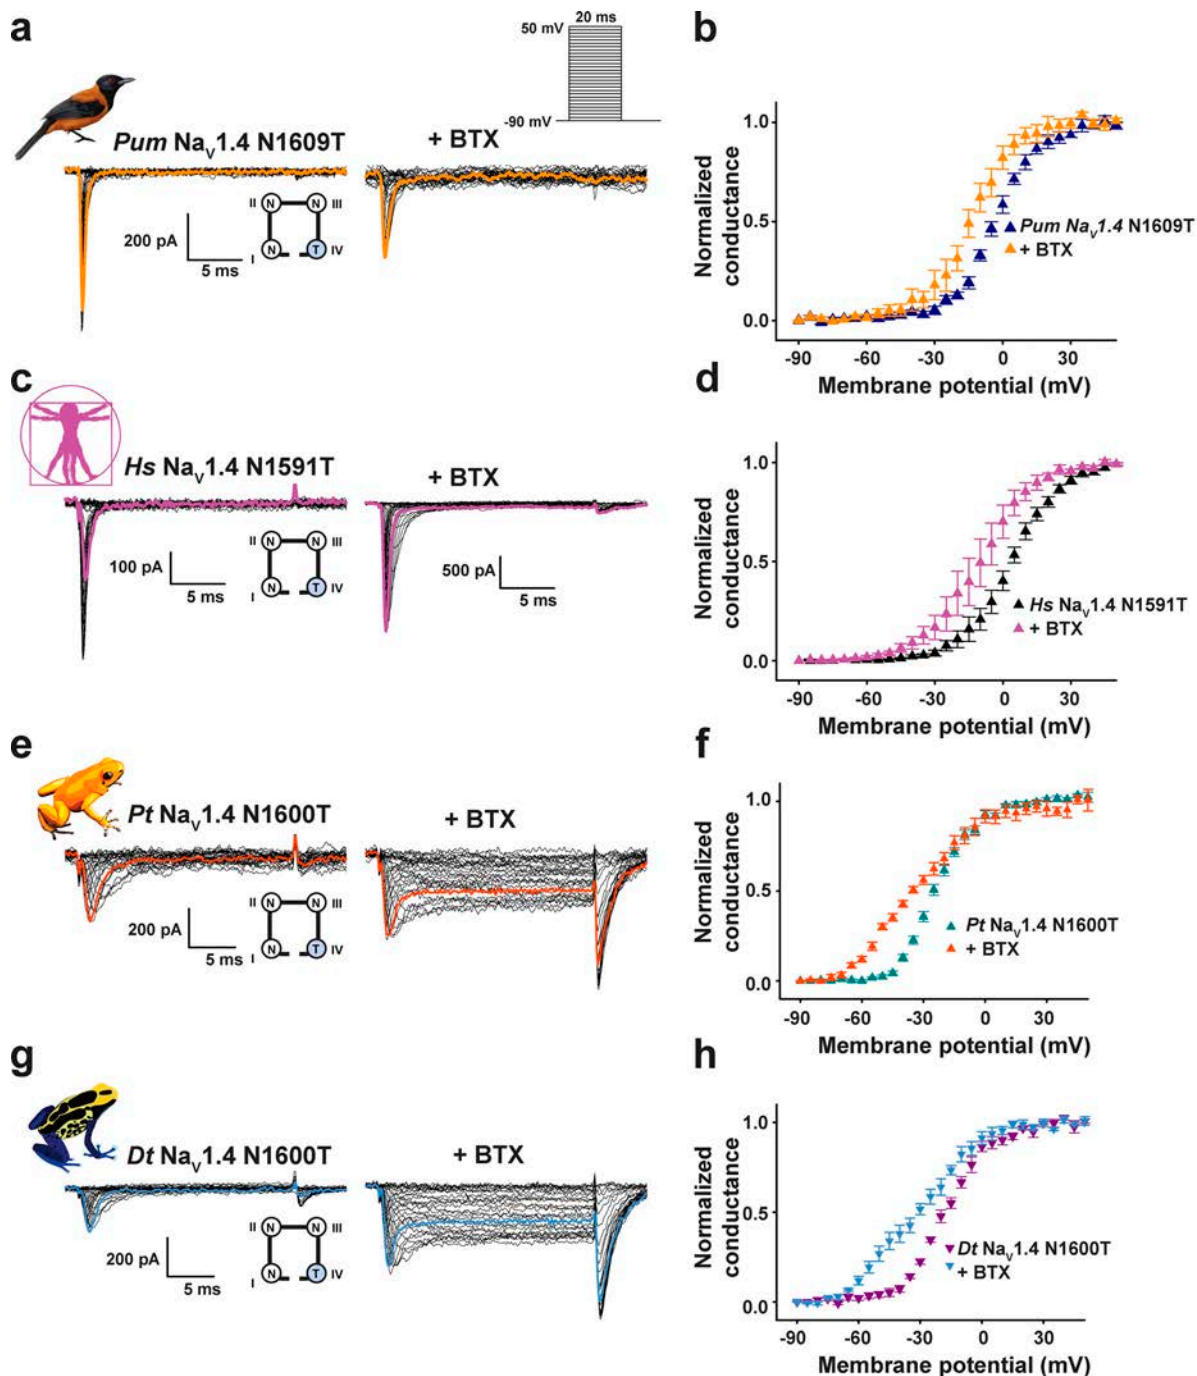 a
20 ms
50 mV
-90 mV
Pum NaV1.4 N1609T
+ BTX
II N N III
200 pA
N T IV
I
5 ms
b
Normalized
conductance
1.0
0.5
0.0
Pum NaV1.4 N1609T
+ BTX
-90 -60 -30 0 30
Membrane potential (mV)
c
Hs NaV1.4 N1591T
+ BTX
II N N III
100 pA
N T IV
I
5 ms
500 pA
5 ms
d
Normalized
conductance
1.0
0.5
0.0
Hs NaV1.4 N1591T
+ BTX
-90 -60 -30 0 30
Membrane potential (mV)
e
Pt NaV1.4 N1600T
+ BTX
II N N III
200 pA
N T IV
I
5 ms
f
Normalized
conductance
1.0
0.5
0.0
Pt NaV1.4 N1600T
+ BTX
-90 -60 -30 0 30
Membrane potential (mV)
g
Dt NaV1.4 N1600T
+ BTX
II N N III
200 pA
N T IV
I
5 ms
h
Normalized
conductance
1.0
0.5
0.0
Dt NaV1.4 N1600T
+ BTX
-90 -60 -30 0 30
Membrane potential (mV)